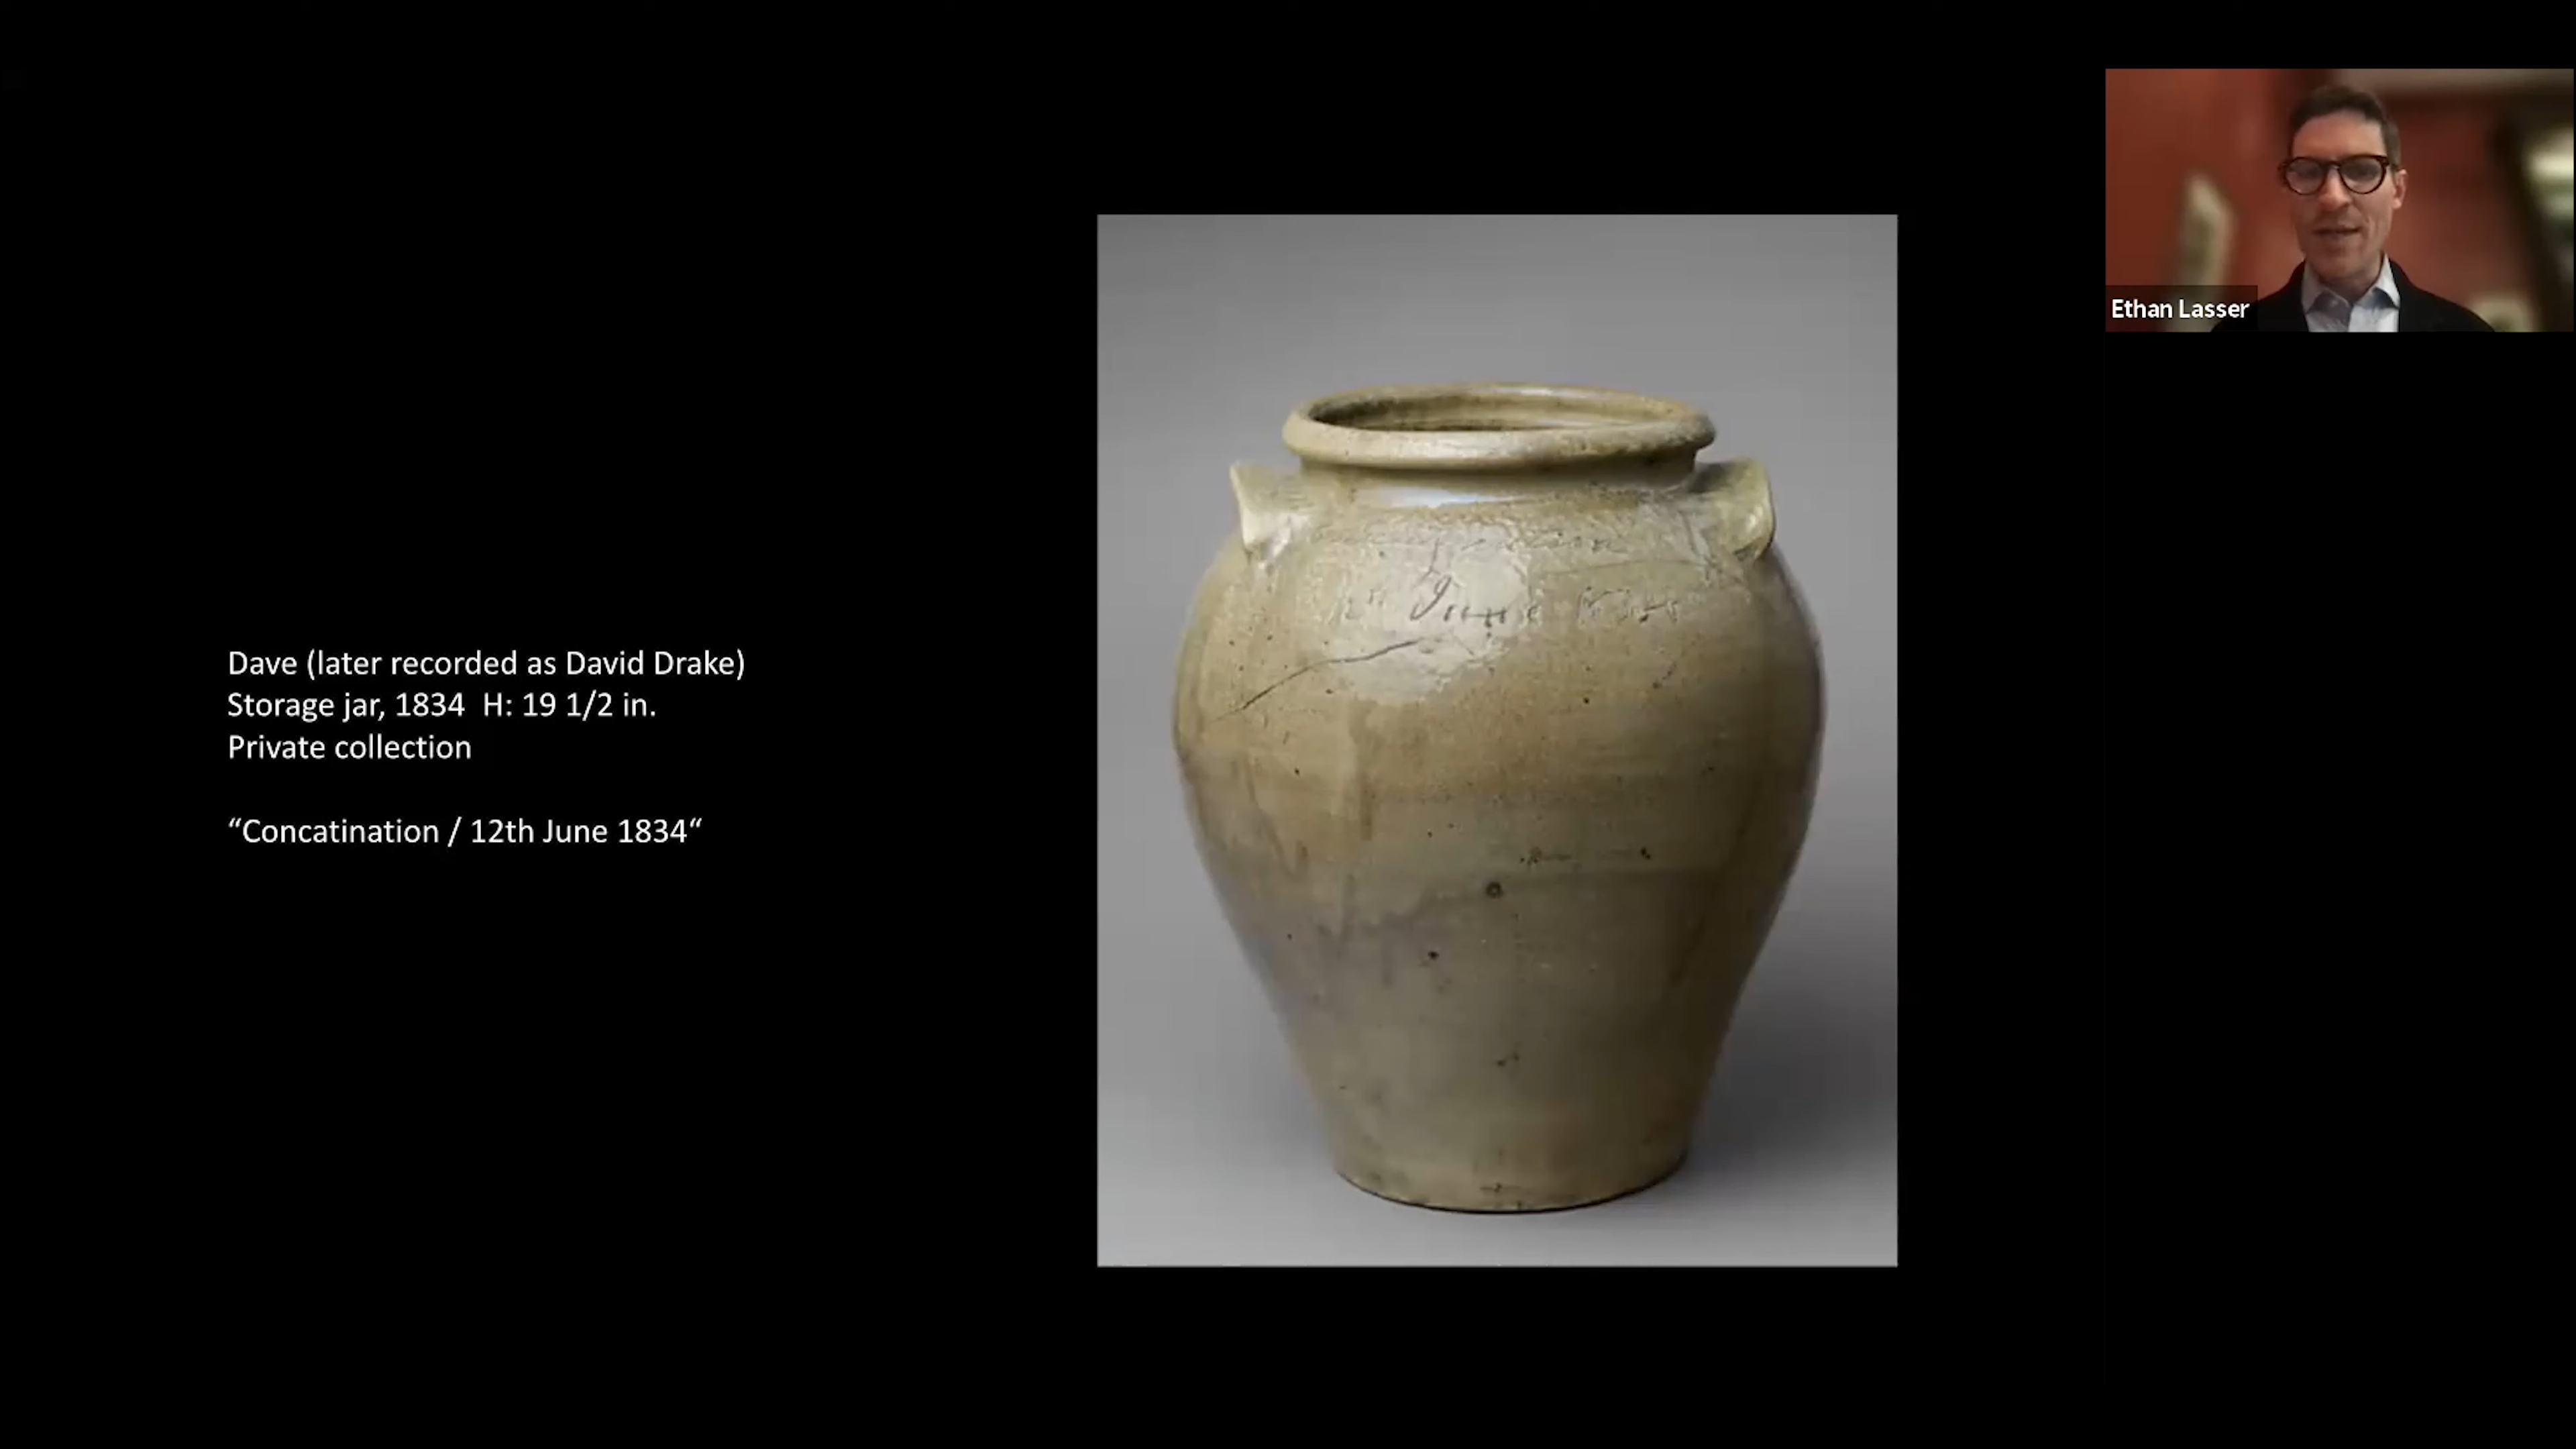 Dave (later recorded as David Drake)
Storage jar, 1834  H: 19 1/2 in.
Private collection
“Concatination / 12th June 1834“
June
Ethan Lasser